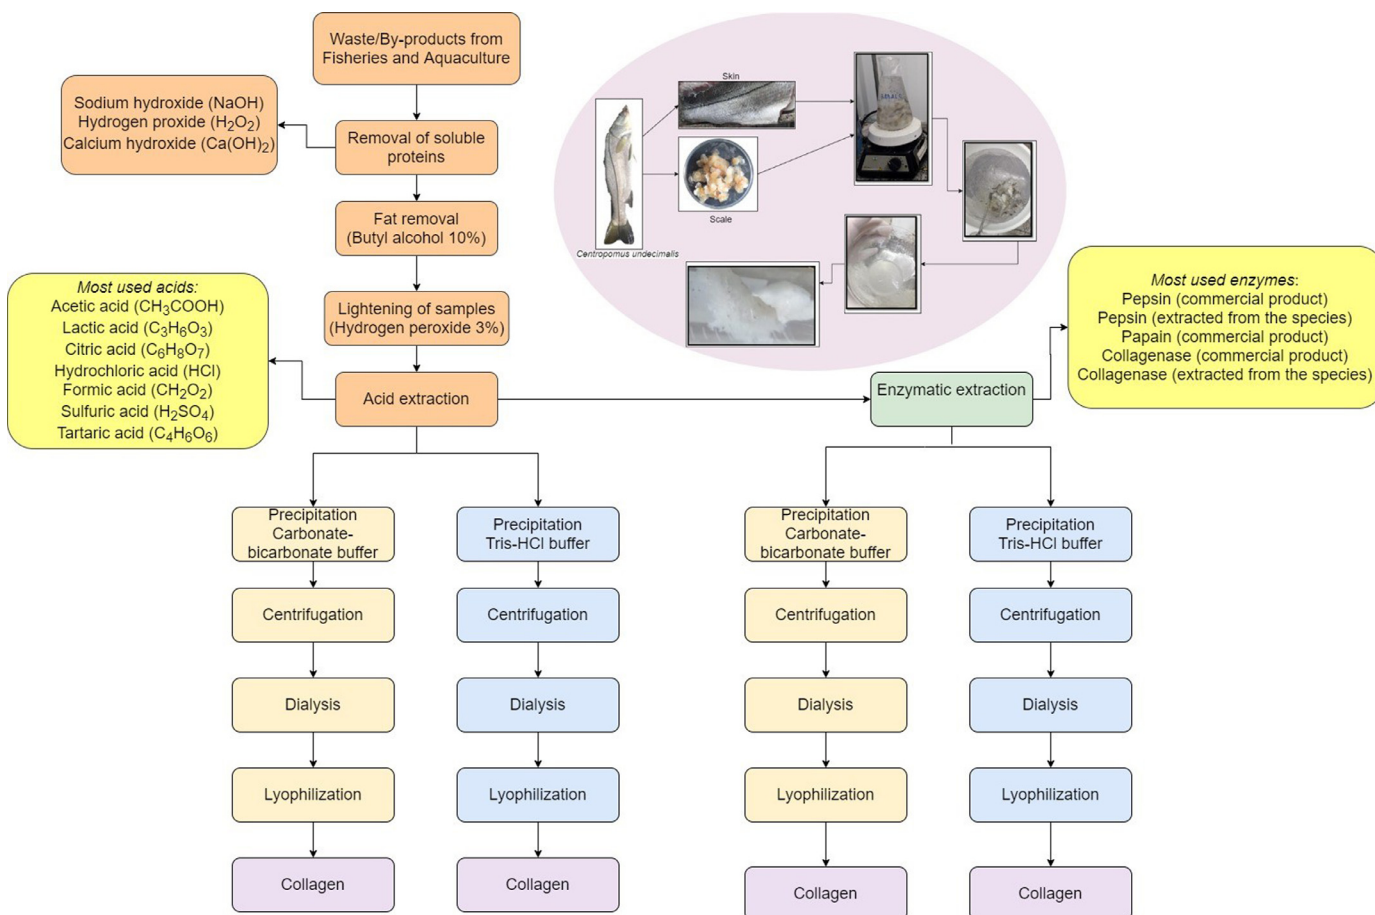 Waste/By-products from
Fisheries and Aquaculture
Sodium hydroxide (NaOH)
Hydrogen proxide (H₂O₂)
Calcium hydroxide (Ca(OH)₂)
Removal of soluble
proteins
Fat removal
(Butyl alcohol 10%)
Lightening of samples
(Hydrogen peroxide 3%)
Most used acids:
Acetic acid (CH₃COOH)
Lactic acid (C₃H₆O₃)
Citric acid (C₆H₈O₇)
Hydrochloric acid (HCl)
Formic acid (CH₂O₂)
Sulfuric acid (H₂SO₄)
Tartaric acid (C₄H₆O₆)
Acid extraction
Skin
Scale
Centropomus undecimalis
Enzymatic extraction
Most used enzymes:
Pepsin (commercial product)
Pepsin (extracted from the species)
Papain (commercial product)
Collagenase (commercial product)
Collagenase (extracted from the species)
Precipitation
Carbonate-
bicarbonate buffer
Centrifugation
Dialysis
Lyophilization
Collagen
Precipitation
Tris-HCl buffer
Centrifugation
Dialysis
Lyophilization
Collagen
Precipitation
Carbonate-
bicarbonate buffer
Centrifugation
Dialysis
Lyophilization
Collagen
Precipitation
Tris-HCl buffer
Centrifugation
Dialysis
Lyophilization
Collagen